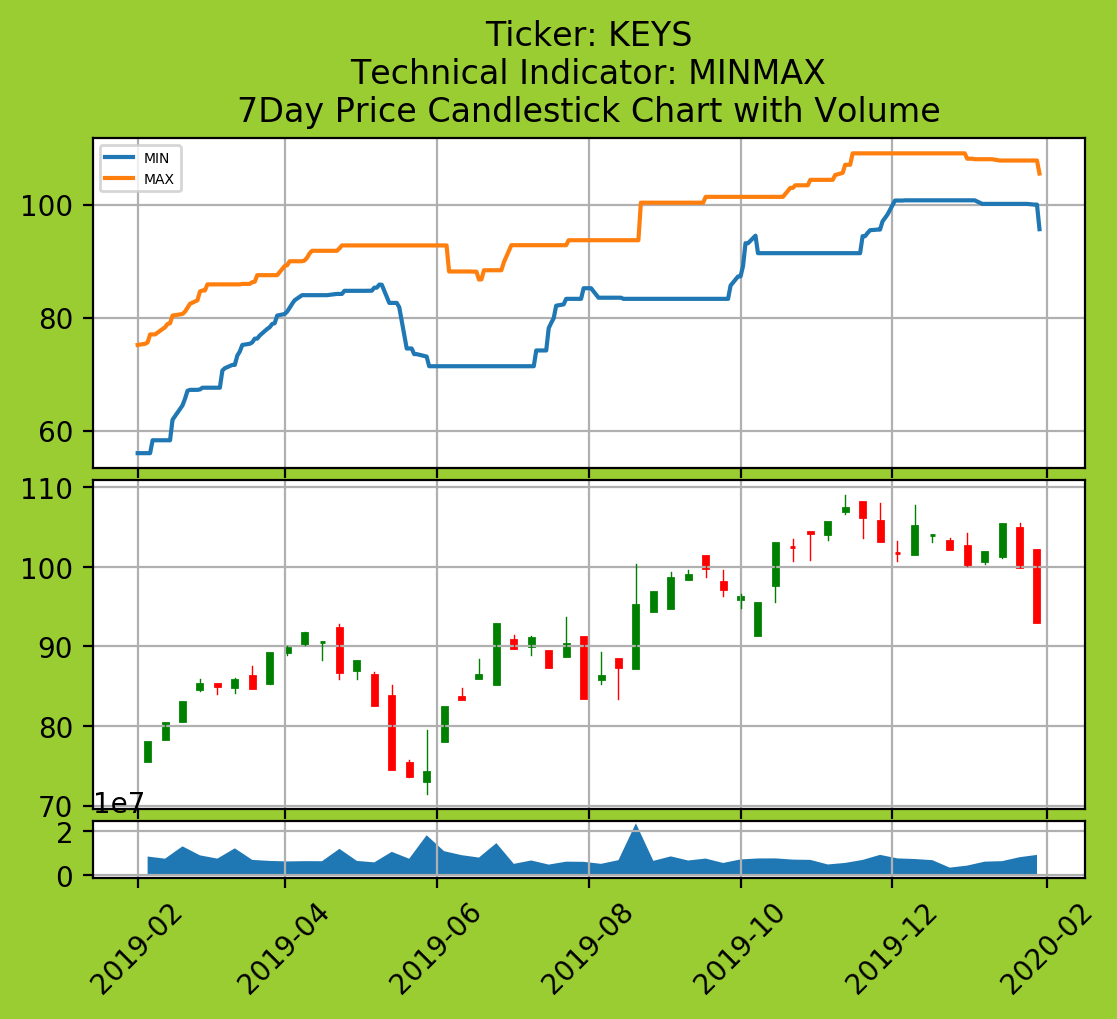 Ticker: KEYS
Technical Indicator: MINMAX
7Day Price Candlestick Chart with Volume
MIN
MAX
100
80
60
110
100
90
80
70
1e7
2
0
2019-02
2019-04
2019-06
2019-08
2019-10
2019-12
2020-02